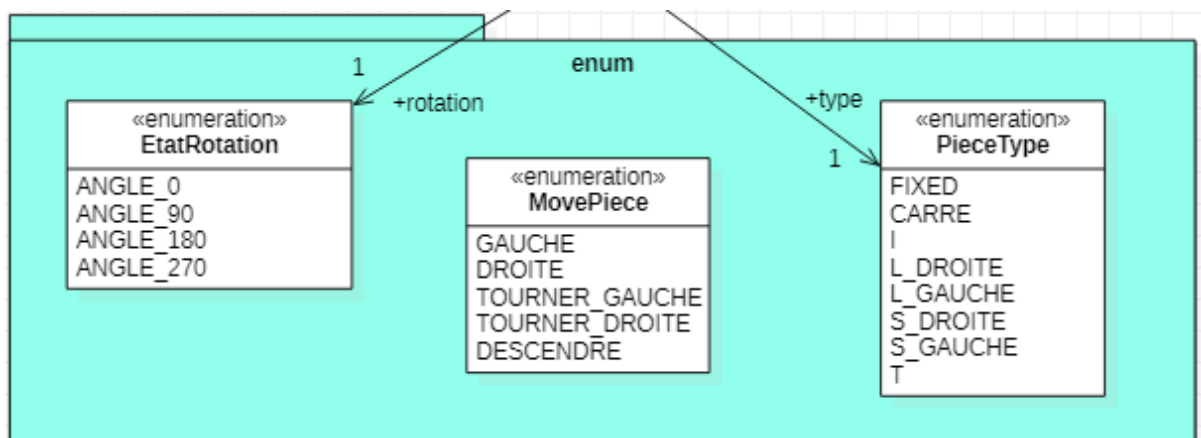 enum
1
+rotation
+type
1
«enumeration»
EtatRotation
ANGLE_0
ANGLE_90
ANGLE_180
ANGLE_270
«enumeration»
MovePiece
GAUCHE
DROITE
TOURNER_GAUCHE
TOURNER_DROITE
DESCENDRE
«enumeration»
PieceType
FIXED
CARRE
I
L_DROITE
L_GAUCHE
S_DROITE
S_GAUCHE
T